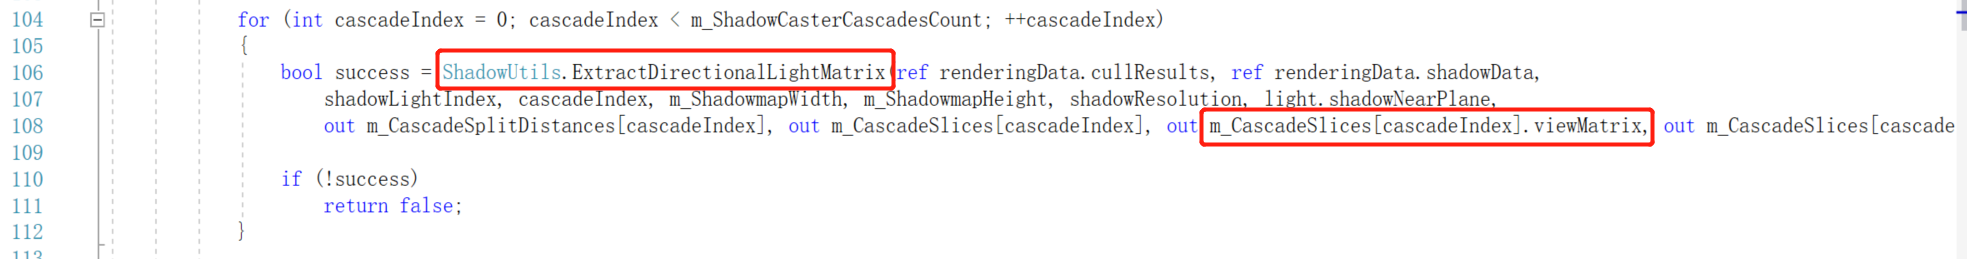 104 for (int cascadeIndex = 0; cascadeIndex < m_ShadowCasterCascadesCount; ++cascadeIndex)
105 {
106 bool success = ShadowUtils.ExtractDirectionalLightMatrix(ref renderingData.cullResults, ref renderingData.shadowData,
107 shadowLightIndex, cascadeIndex, m_ShadowmapWidth, m_ShadowmapHeight, shadowResolution, light.shadowNearPlane,
108 out m_CascadeSplitDistances[cascadeIndex], out m_CascadeSlices[cascadeIndex], out m_CascadeSlices[cascadeIndex].viewMatrix, out m_CascadeSlices[cascade
109
110 if (!success)
111 return false;
112 }
113